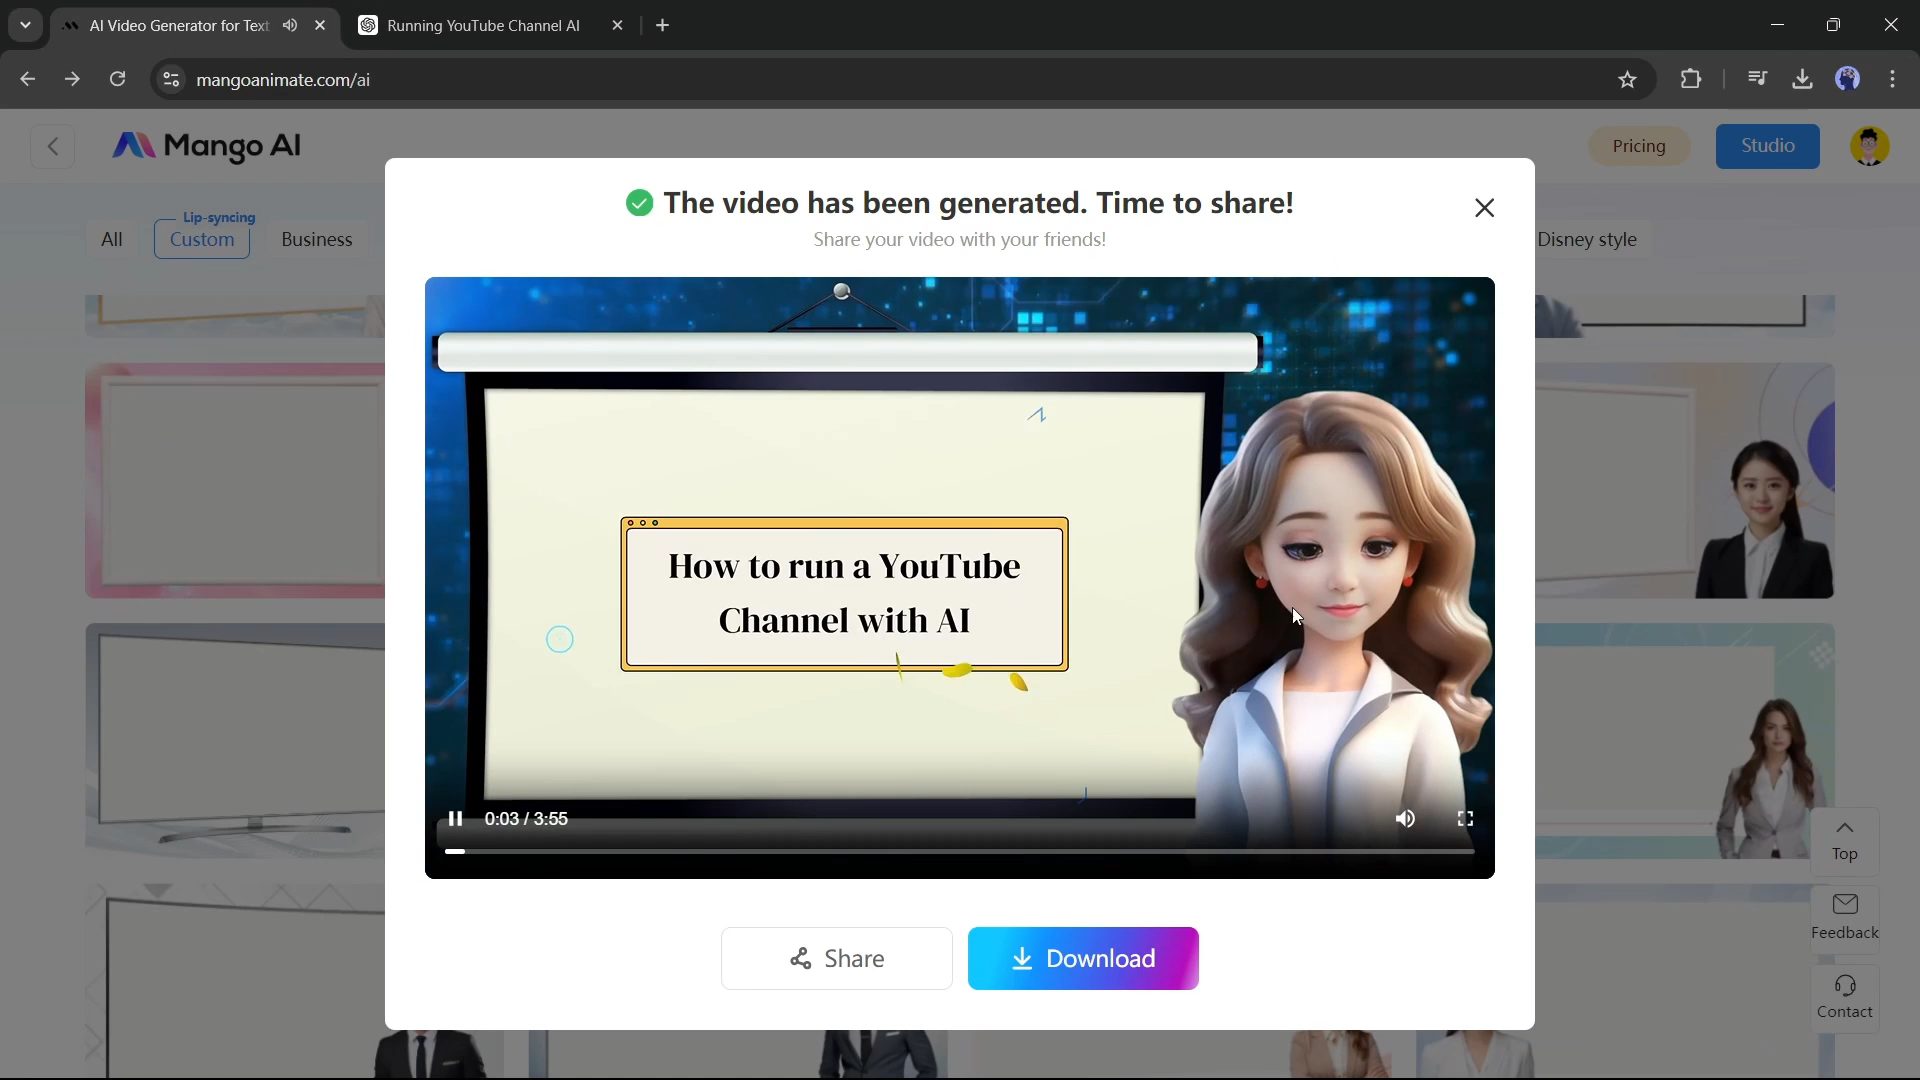 AI Video Generator for Text
Running YouTube Channel AI
mangoanimate.com/ai
Mango AI
Pricing
Studio
The video has been generated. Time to share!
Share your video with your friends!
Lip-syncing
All
Custom
Business
Disney style
How to run a YouTube
Channel with AI
0:03 / 3:55
Share
Download
Top
Feedback
Contact